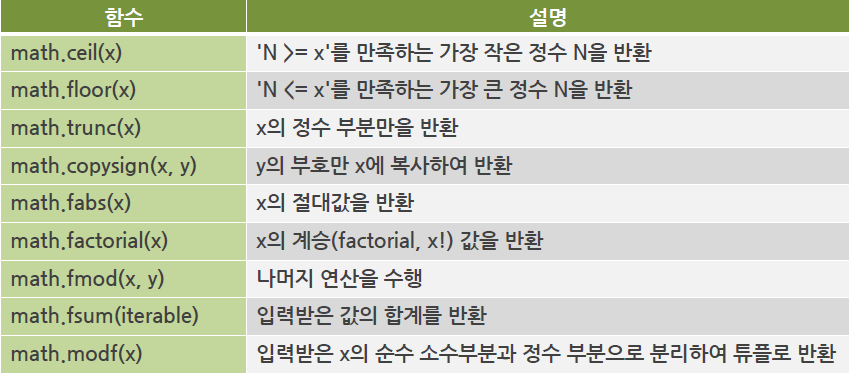 함수 설명
math.ceil(x) 'N >= x'를 만족하는 가장 작은 정수 N을 반환
math.floor(x) 'N <= x'를 만족하는 가장 큰 정수 N을 반환
math.trunc(x) x의 정수 부분만을 반환
math.copysign(x, y) y의 부호만 x에 복사하여 반환
math.fabs(x) x의 절대값을 반환
math.factorial(x) x의 계승(factorial, x!) 값을 반환
math.fmod(x, y) 나머지 연산을 수행
math.fsum(iterable) 입력받은 값의 합계를 반환
math.modf(x) 입력받은 x의 순수 소수부분과 정수 부분으로 분리하여 튜플로 반환